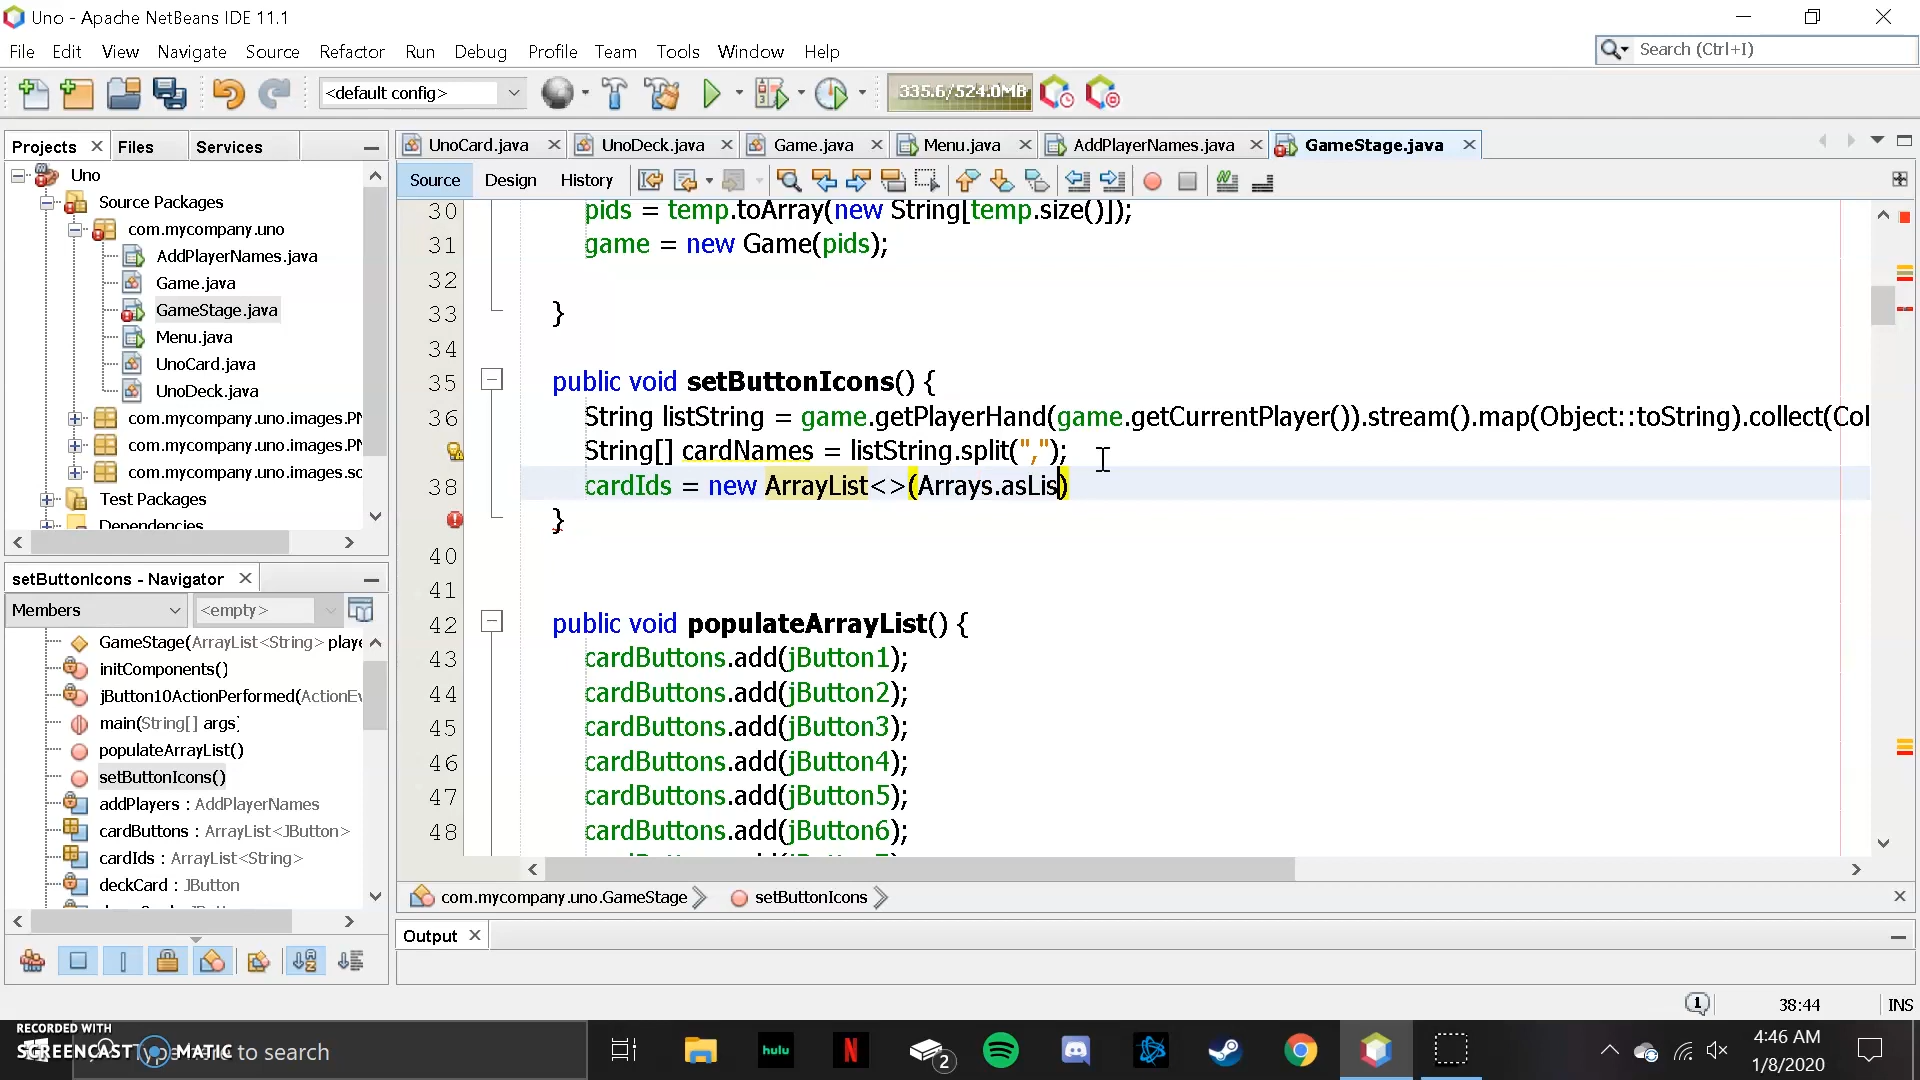 Uno - Apache NetBeans IDE 11.1
File Edit View Navigate Source Refactor Run Debug Profile Team Tools Window Help
Search (Ctrl+I)
<default config>
335.6/524.0MB
Projects Files Services
UnoCard.java UnoDeck.java Game.java Menu.java AddPlayerNames.java GameStage.java
Source Design History
Uno
Source Packages
com.mycompany.uno
AddPlayerNames.java
Game.java
GameStage.java
Menu.java
UnoCard.java
UnoDeck.java
com.mycompany.uno.images.PN
com.mycompany.uno.images.PN
com.mycompany.uno.images.sc
Test Packages
Dependencies
30 pids = temp.toArray(new String[temp.size()]);
31 game = new Game(pids);
32
33 }
34
35 public void setButtonIcons() {
36 String listString = game.getPlayerHand(game.getCurrentPlayer()).stream().map(Object::toString).collect(Col
String[] cardNames = listString.split(",");
38 cardIds = new ArrayList<>(Arrays.asLis)
}
40
41
42 public void populateArrayList() {
43 cardButtons.add(jButton1);
44 cardButtons.add(jButton2);
45 cardButtons.add(jButton3);
46 cardButtons.add(jButton4);
47 cardButtons.add(jButton5);
48 cardButtons.add(jButton6);
setButtonIcons - Navigator
Members <empty>
GameStage(ArrayList<String> playe
initComponents()
jButton10ActionPerformed(ActionEv
main(String[] args)
populateArrayList()
setButtonIcons()
addPlayers : AddPlayerNames
cardButtons : ArrayList<JButton>
cardIds : ArrayList<String>
deckCard : JButton
com.mycompany.uno.GameStage setButtonIcons
Output
1 38:44 INS
RECORDED WITH
SCREENCAST MATIC
Type here to search
hulu
N
2
4:46 AM
1/8/2020